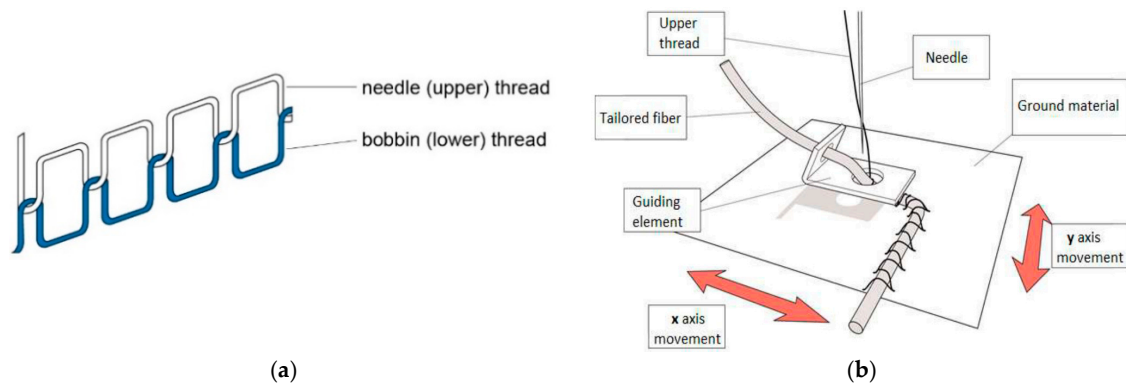 needle (upper) thread
bobbin (lower) thread
(a)
Upper
thread
Needle
Tailored fiber
Ground material
Guiding
element
y axis
movement
x axis
movement
(b)